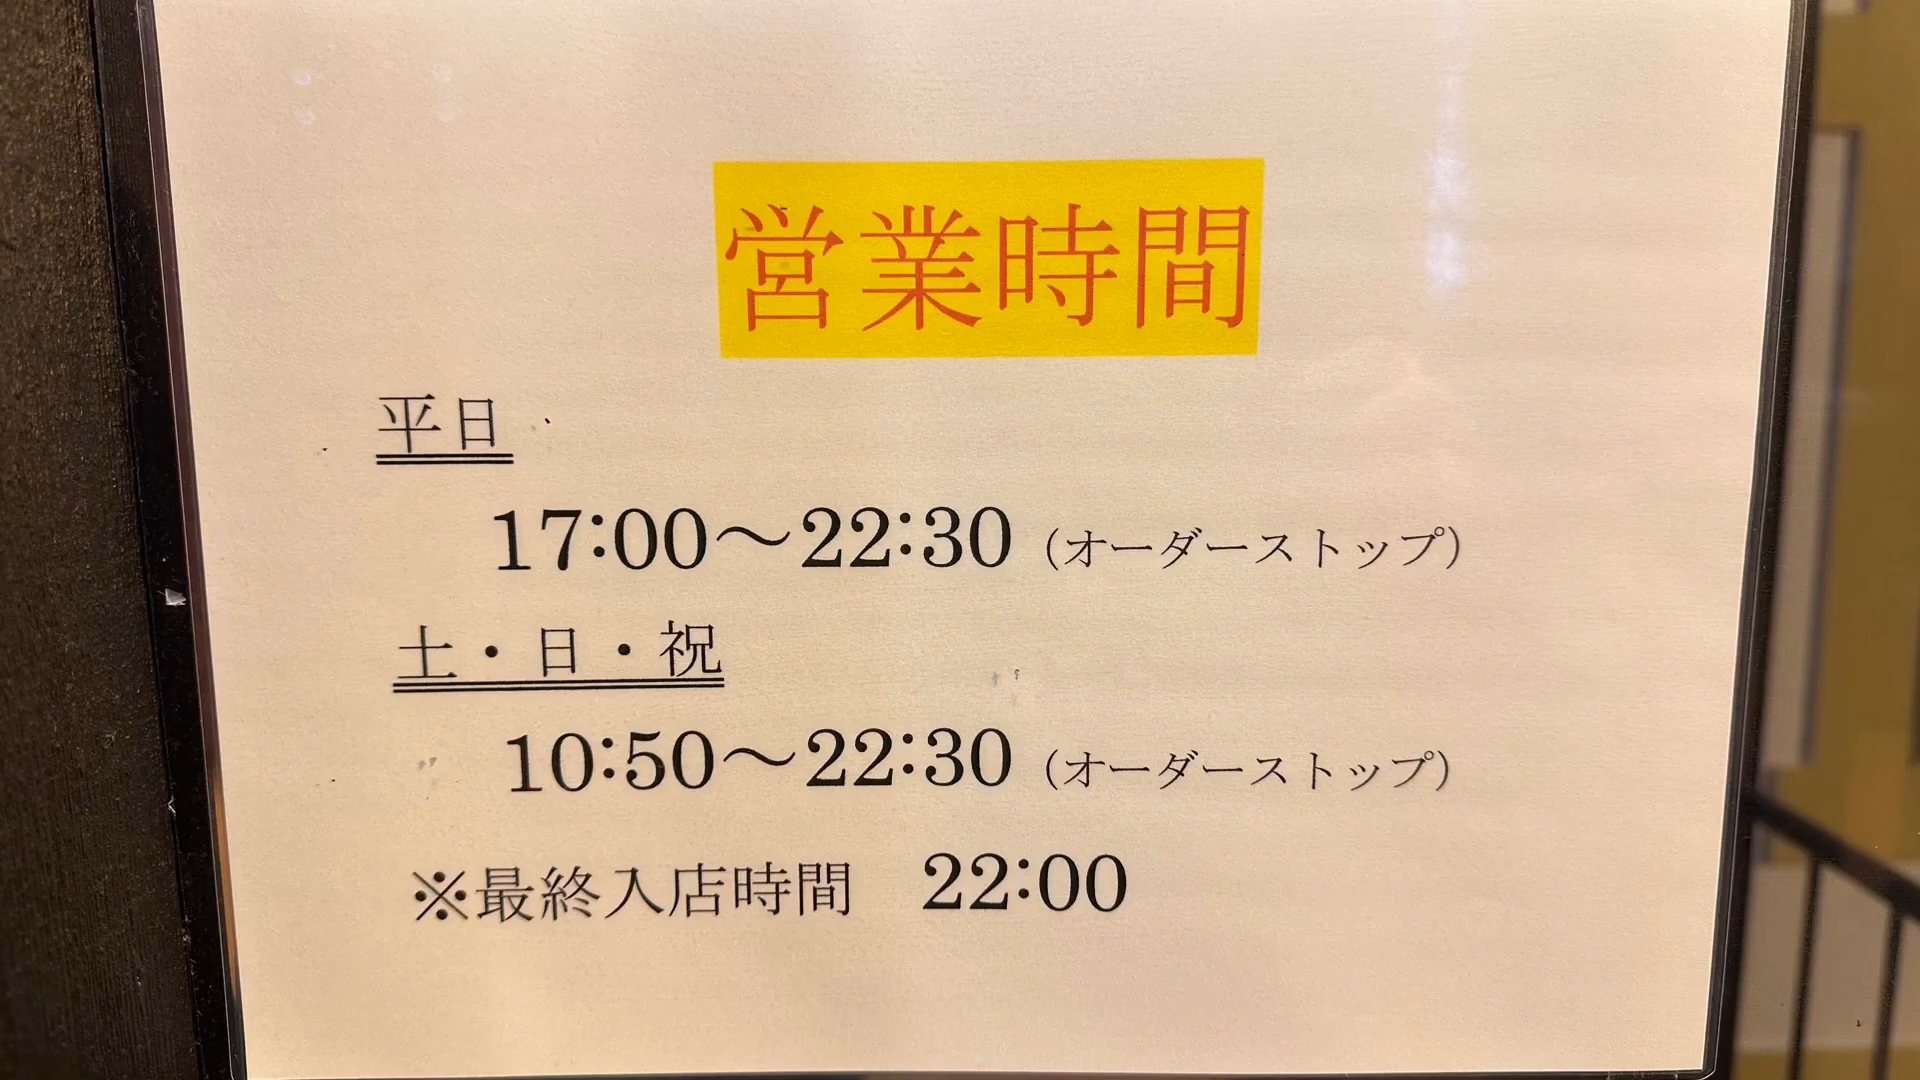 営業時間
平日
17:00～22:30 (オーダーストップ)
土・日・祝
10:50～22:30 (オーダーストップ)
※最終入店時間　22:00